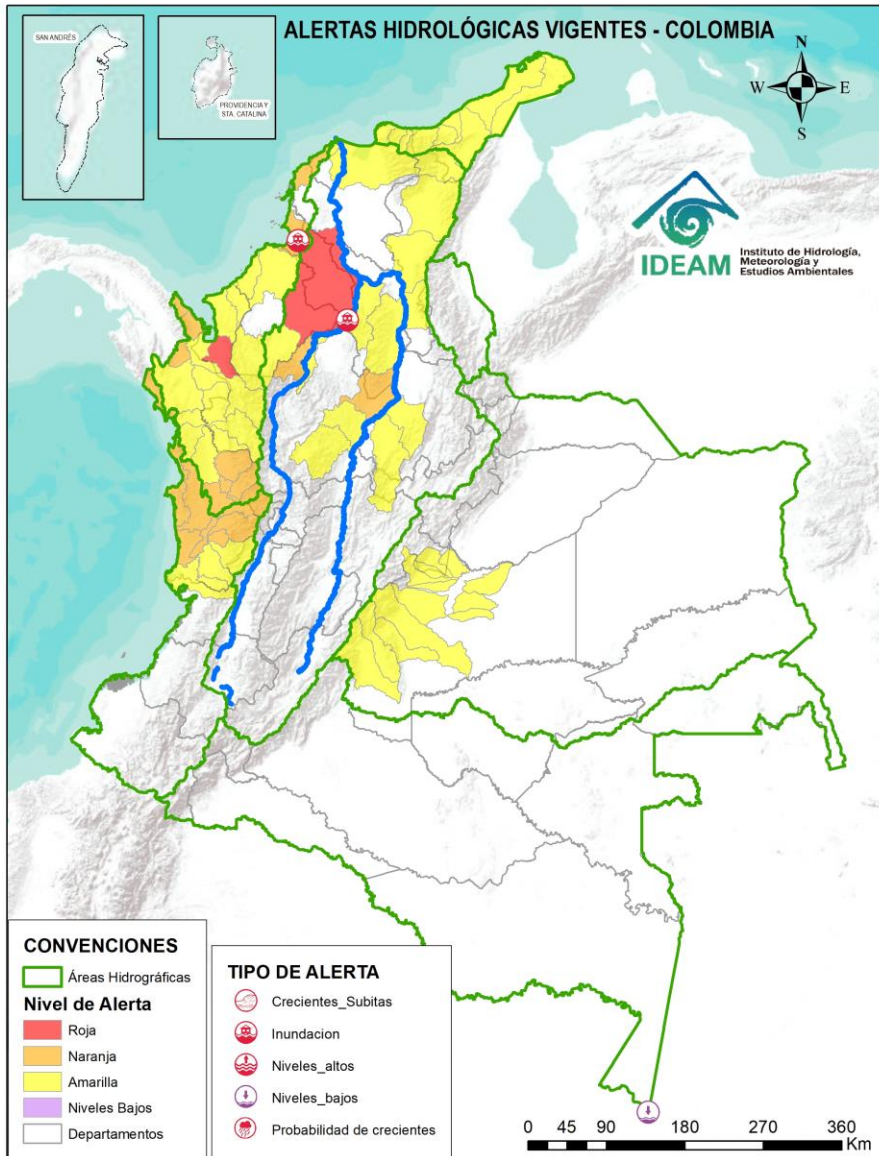 ALERTAS HIDROLÓGICAS VIGENTES - COLOMBIA
SAN ANDRÉS
PROVIDENCIA Y
STA. CATALINA
N
W
E
S
IDEAM
Instituto de Hidrología,
Meteorología y
Estudios Ambientales
CONVENCIONES
Áreas Hidrográficas
Nivel de Alerta
Roja
Naranja
Amarilla
Niveles Bajos
Departamentos
TIPO DE ALERTA
Crecientes_Subitas
Inundacion
Niveles_altos
Niveles_bajos
Probabilidad de crecientes
0 45 90 180 270 360
Km